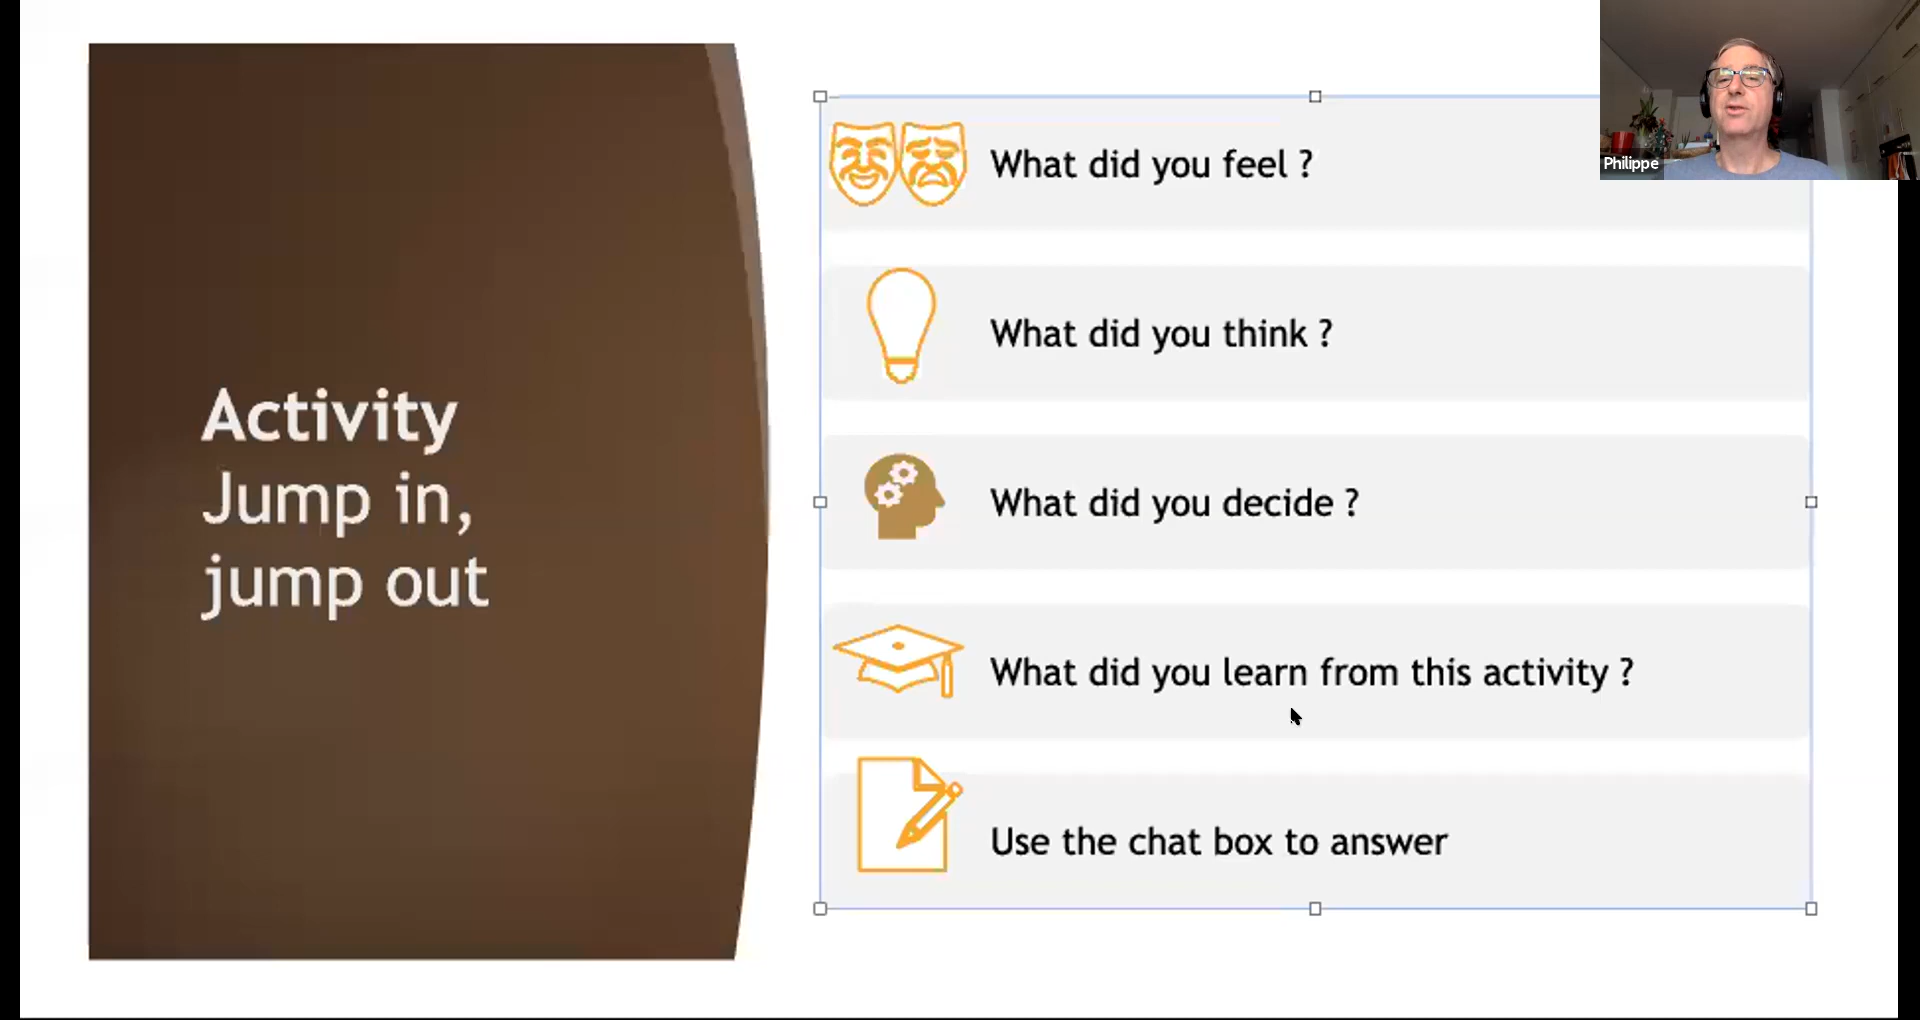 Activity
Jump in,
jump out
What did you feel ?
What did you think ?
What did you decide ?
What did you learn from this activity ?
Use the chat box to answer
Philippe